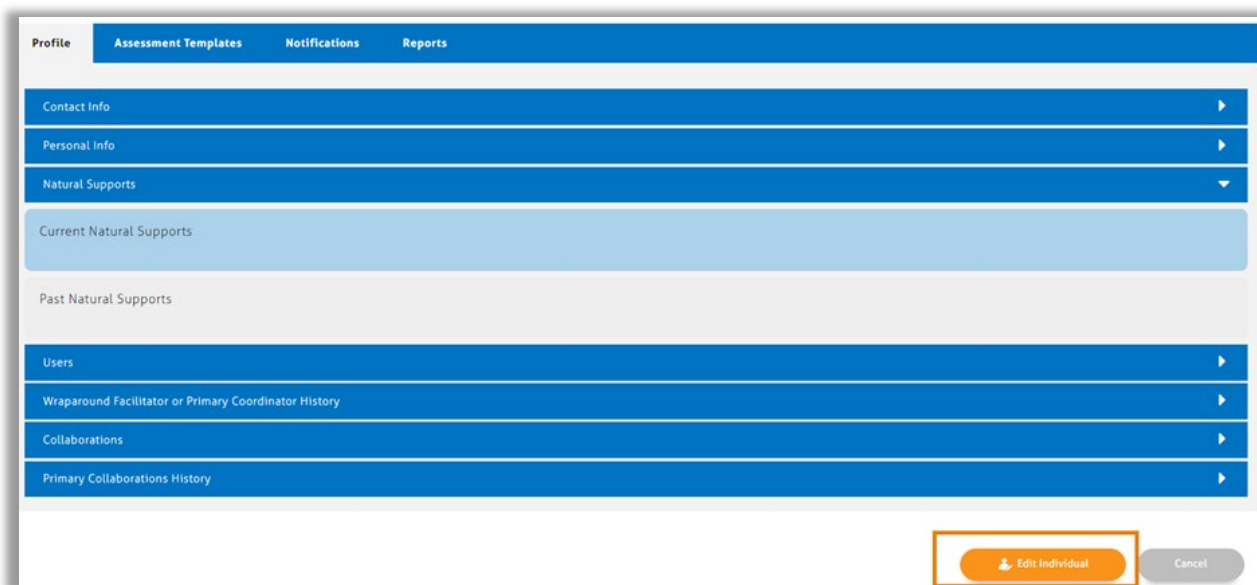 Profile Assessment Templates Notifications Reports
Contact Info
Personal Info
Natural Supports
Current Natural Supports
Past Natural Supports
Users
Wraparound Facilitator or Primary Coordinator History
Collaborations
Primary Collaborations History
Edit Individual Cancel